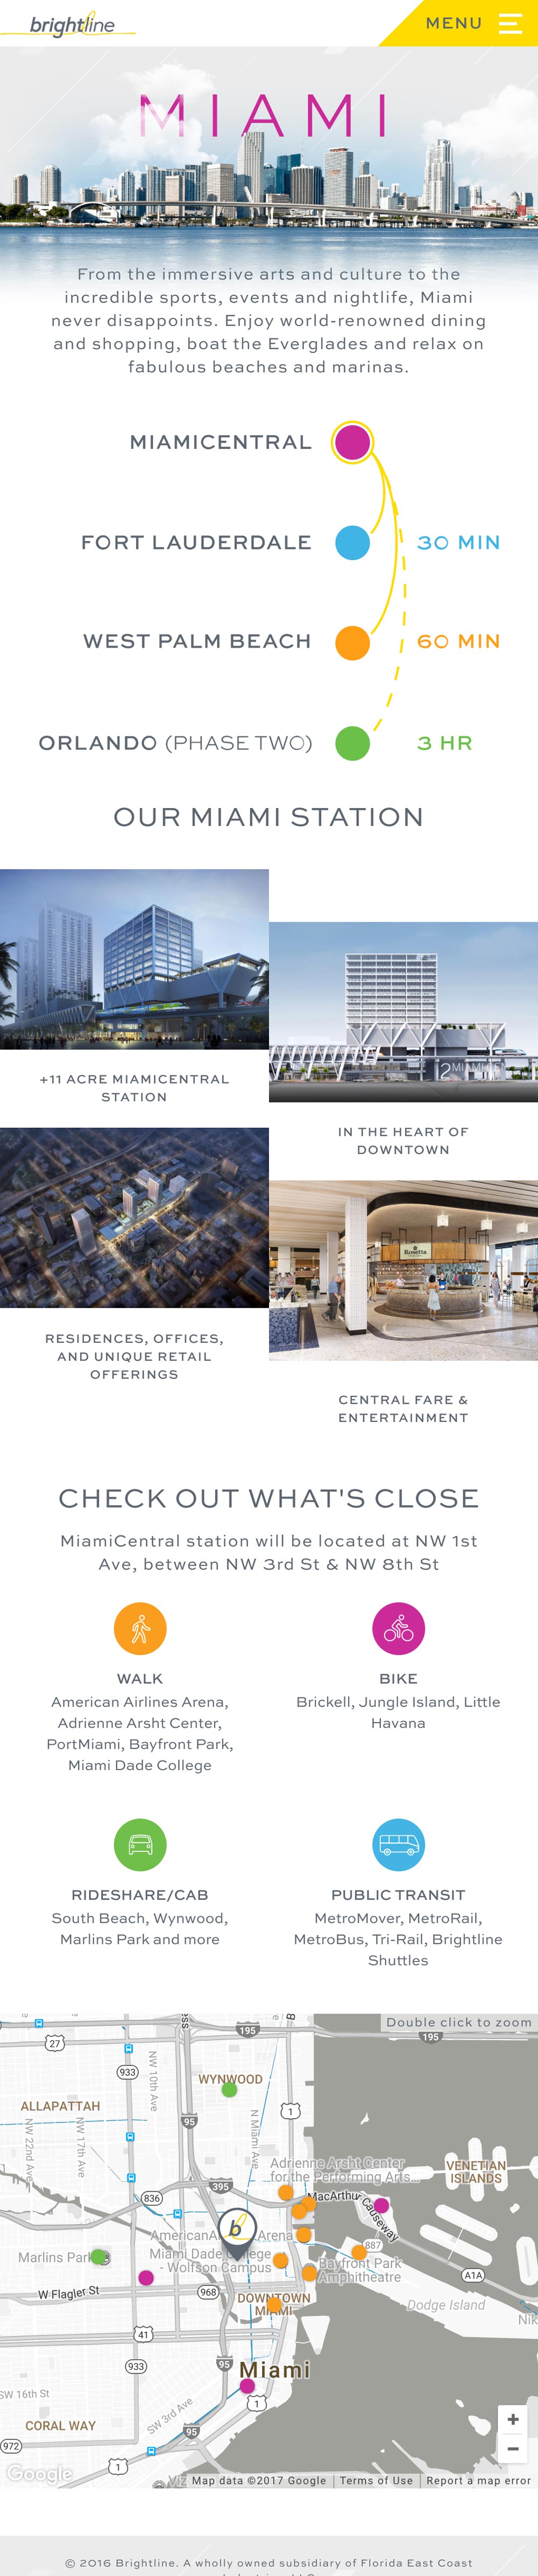 brightline
MENU
MIAMI
From the immersive arts and culture to the
incredible sports, events and nightlife, Miami
never disappoints. Enjoy world-renowned dining
and shopping, boat the Everglades and relax on
fabulous beaches and marinas.
MIAMICENTRAL
FORT LAUDERDALE 30 MIN
WEST PALM BEACH 60 MIN
ORLANDO (PHASE TWO) 3 HR
OUR MIAMI STATION
+11 ACRE MIAMICENTRAL
STATION
2
IN THE HEART OF
DOWNTOWN
Rosetta
RESIDENCES, OFFICES,
AND UNIQUE RETAIL
OFFERINGS
CENTRAL FARE &
ENTERTAINMENT
CHECK OUT WHAT'S CLOSE
MiamiCentral station will be located at NW 1st
Ave, between NW 3rd St & NW 8th St
WALK
American Airlines Arena,
Adrienne Arsht Center,
PortMiami, Bayfront Park,
Miami Dade College
BIKE
Brickell, Jungle Island, Little
Havana
RIDESHARE/CAB
South Beach, Wynwood,
Marlins Park and more
PUBLIC TRANSIT
MetroMover, MetroRail,
MetroBus, Tri-Rail, Brightline
Shuttles
Double click to zoom
195
195
27
933
NW 10th Ave
WYNWOOD
ALLAPATTAH
1
NW 22nd Ave
NW 17th Ave
95
N Miami Ave
Adrienne Arsht Center
for the Performing Arts...
VENETIAN
ISLANDS
395
836
MacArthur
Causeway
b
Arena
887
Marlins Park
Miami Dade
- Wolfson Campus
Bayfront Park
Amphitheatre
A1A
W Flagler St
968
DOWNTOWN
MIAMI
Dodge Island
41
933
95
Miami
SW 16th St
1
SW 3rd Ave
CORAL WAY
95
972
1
+
−
Google
Map data ©2017 Google
Terms of Use
Report a map error
© 2016 Brightline. A wholly owned subsidiary of Florida East Coast